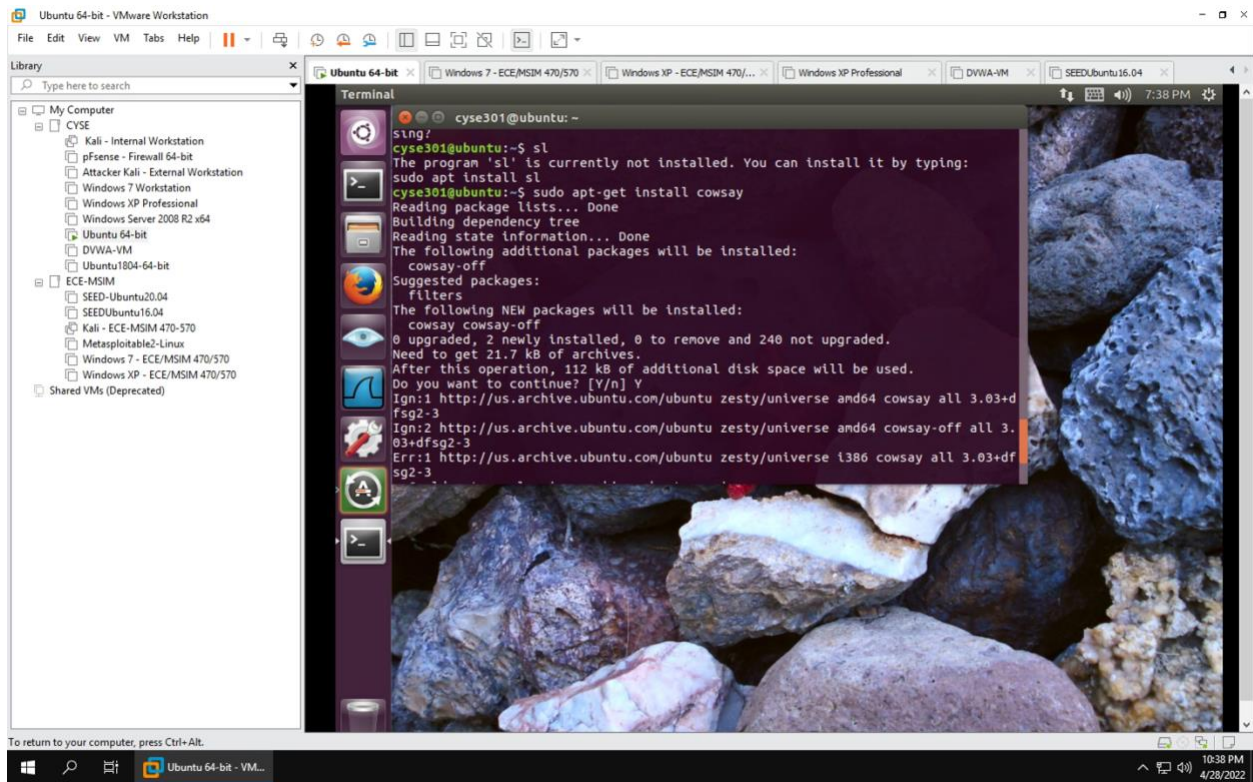 Ubuntu 64-bit - VMware Workstation
File Edit View VM Tabs Help
Library
Type here to search
My Computer
CYSE
Kali - Internal Workstation
pFsense - Firewall 64-bit
Attacker Kali - External Workstation
Windows 7 Workstation
Windows XP Professional
Windows Server 2008 R2 x64
Ubuntu 64-bit
DVWA-VM
Ubuntu1804-64-bit
ECE-MSIM
SEED-Ubuntu20.04
SEEDUbuntu16.04
Kali - ECE-MSIM 470-570
Metasploitable2-Linux
Windows 7 - ECE/MSIM 470/570
Windows XP - ECE/MSIM 470/570
Shared VMs (Deprecated)
Ubuntu 64-bit Windows 7 - ECE/MSIM 470/570 Windows XP - ECE/MSIM 470/... Windows XP Professional DVWA-VM SEEDUbuntu16.04
Terminal 7:38 PM
cyse301@ubuntu: ~
sing?
cyse301@ubuntu:~$ sl
The program 'sl' is currently not installed. You can install it by typing:
sudo apt install sl
cyse301@ubuntu:~$ sudo apt-get install cowsay
Reading package lists... Done
Building dependency tree
Reading state information... Done
The following additional packages will be installed:
cowsay-off
Suggested packages:
filters
The following NEW packages will be installed:
cowsay cowsay-off
0 upgraded, 2 newly installed, 0 to remove and 240 not upgraded.
Need to get 21.7 kB of archives.
After this operation, 112 kB of additional disk space will be used.
Do you want to continue? [Y/n] Y
Ign:1 http://us.archive.ubuntu.com/ubuntu zesty/universe amd64 cowsay all 3.03+d
fsg2-3
Ign:2 http://us.archive.ubuntu.com/ubuntu zesty/universe amd64 cowsay-off all 3.
03+dfsg2-3
Err:1 http://us.archive.ubuntu.com/ubuntu zesty/universe i386 cowsay all 3.03+df
sg2-3
To return to your computer, press Ctrl+Alt.
Ubuntu 64-bit - VM...
10:38 PM
4/28/2022